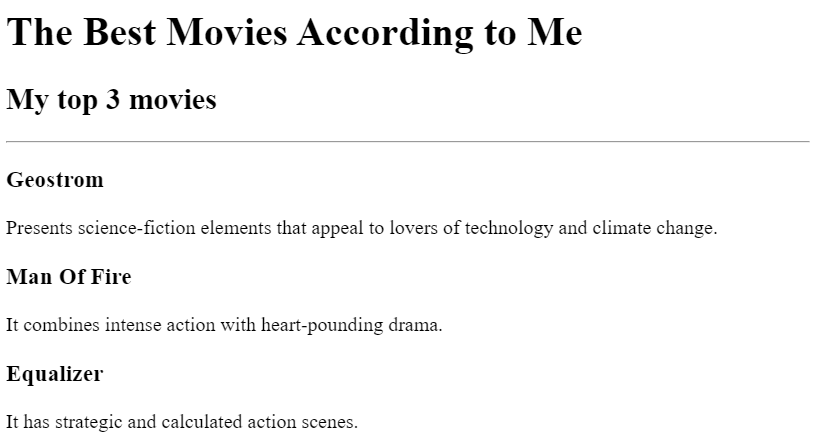 The Best Movies According to Me
My top 3 movies
Geostrom
Presents science-fiction elements that appeal to lovers of technology and climate change.
Man Of Fire
It combines intense action with heart-pounding drama.
Equalizer
It has strategic and calculated action scenes.